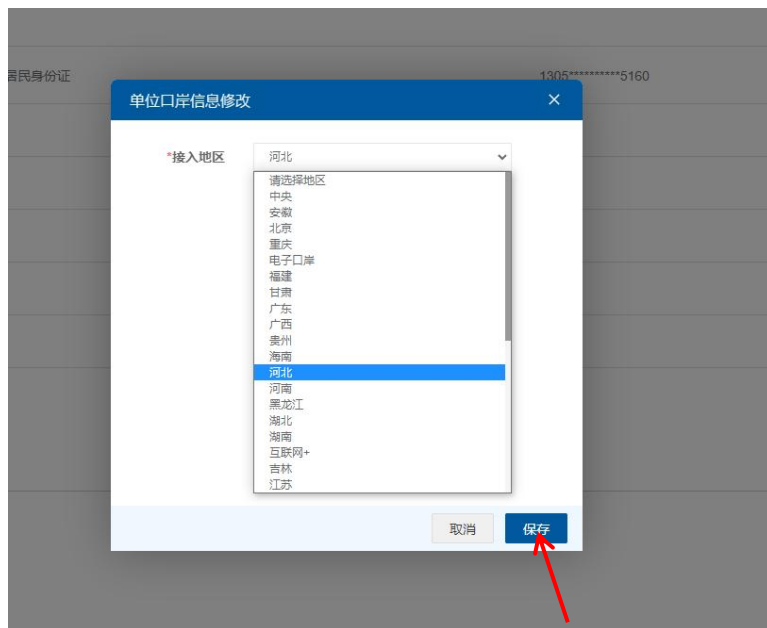 居民身份证 1305**********5160
单位口岸信息修改 ×
*接入地区 河北
请选择地区
中央
安徽
北京
重庆
电子口岸
福建
甘肃
广东
广西
贵州
海南
河北
河南
黑龙江
湖北
湖南
互联网+
吉林
江苏
取消 保存